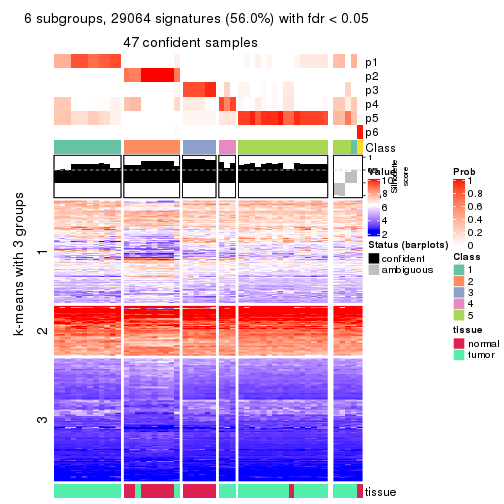 6 subgroups, 29064 signatures (56.0%) with fdr < 0.05
47 confident samples
p1
p2
p3
p4
p5
p6
Class
1
Silhouette
score
Value
10
8
6
4
2
Status (barplots)
confident
ambiguous
Prob
1
0.8
0.6
0.4
0.2
0
Class
1
2
3
4
5
tissue
normal
tumor
k-means with 3 groups
1
2
3
tissue